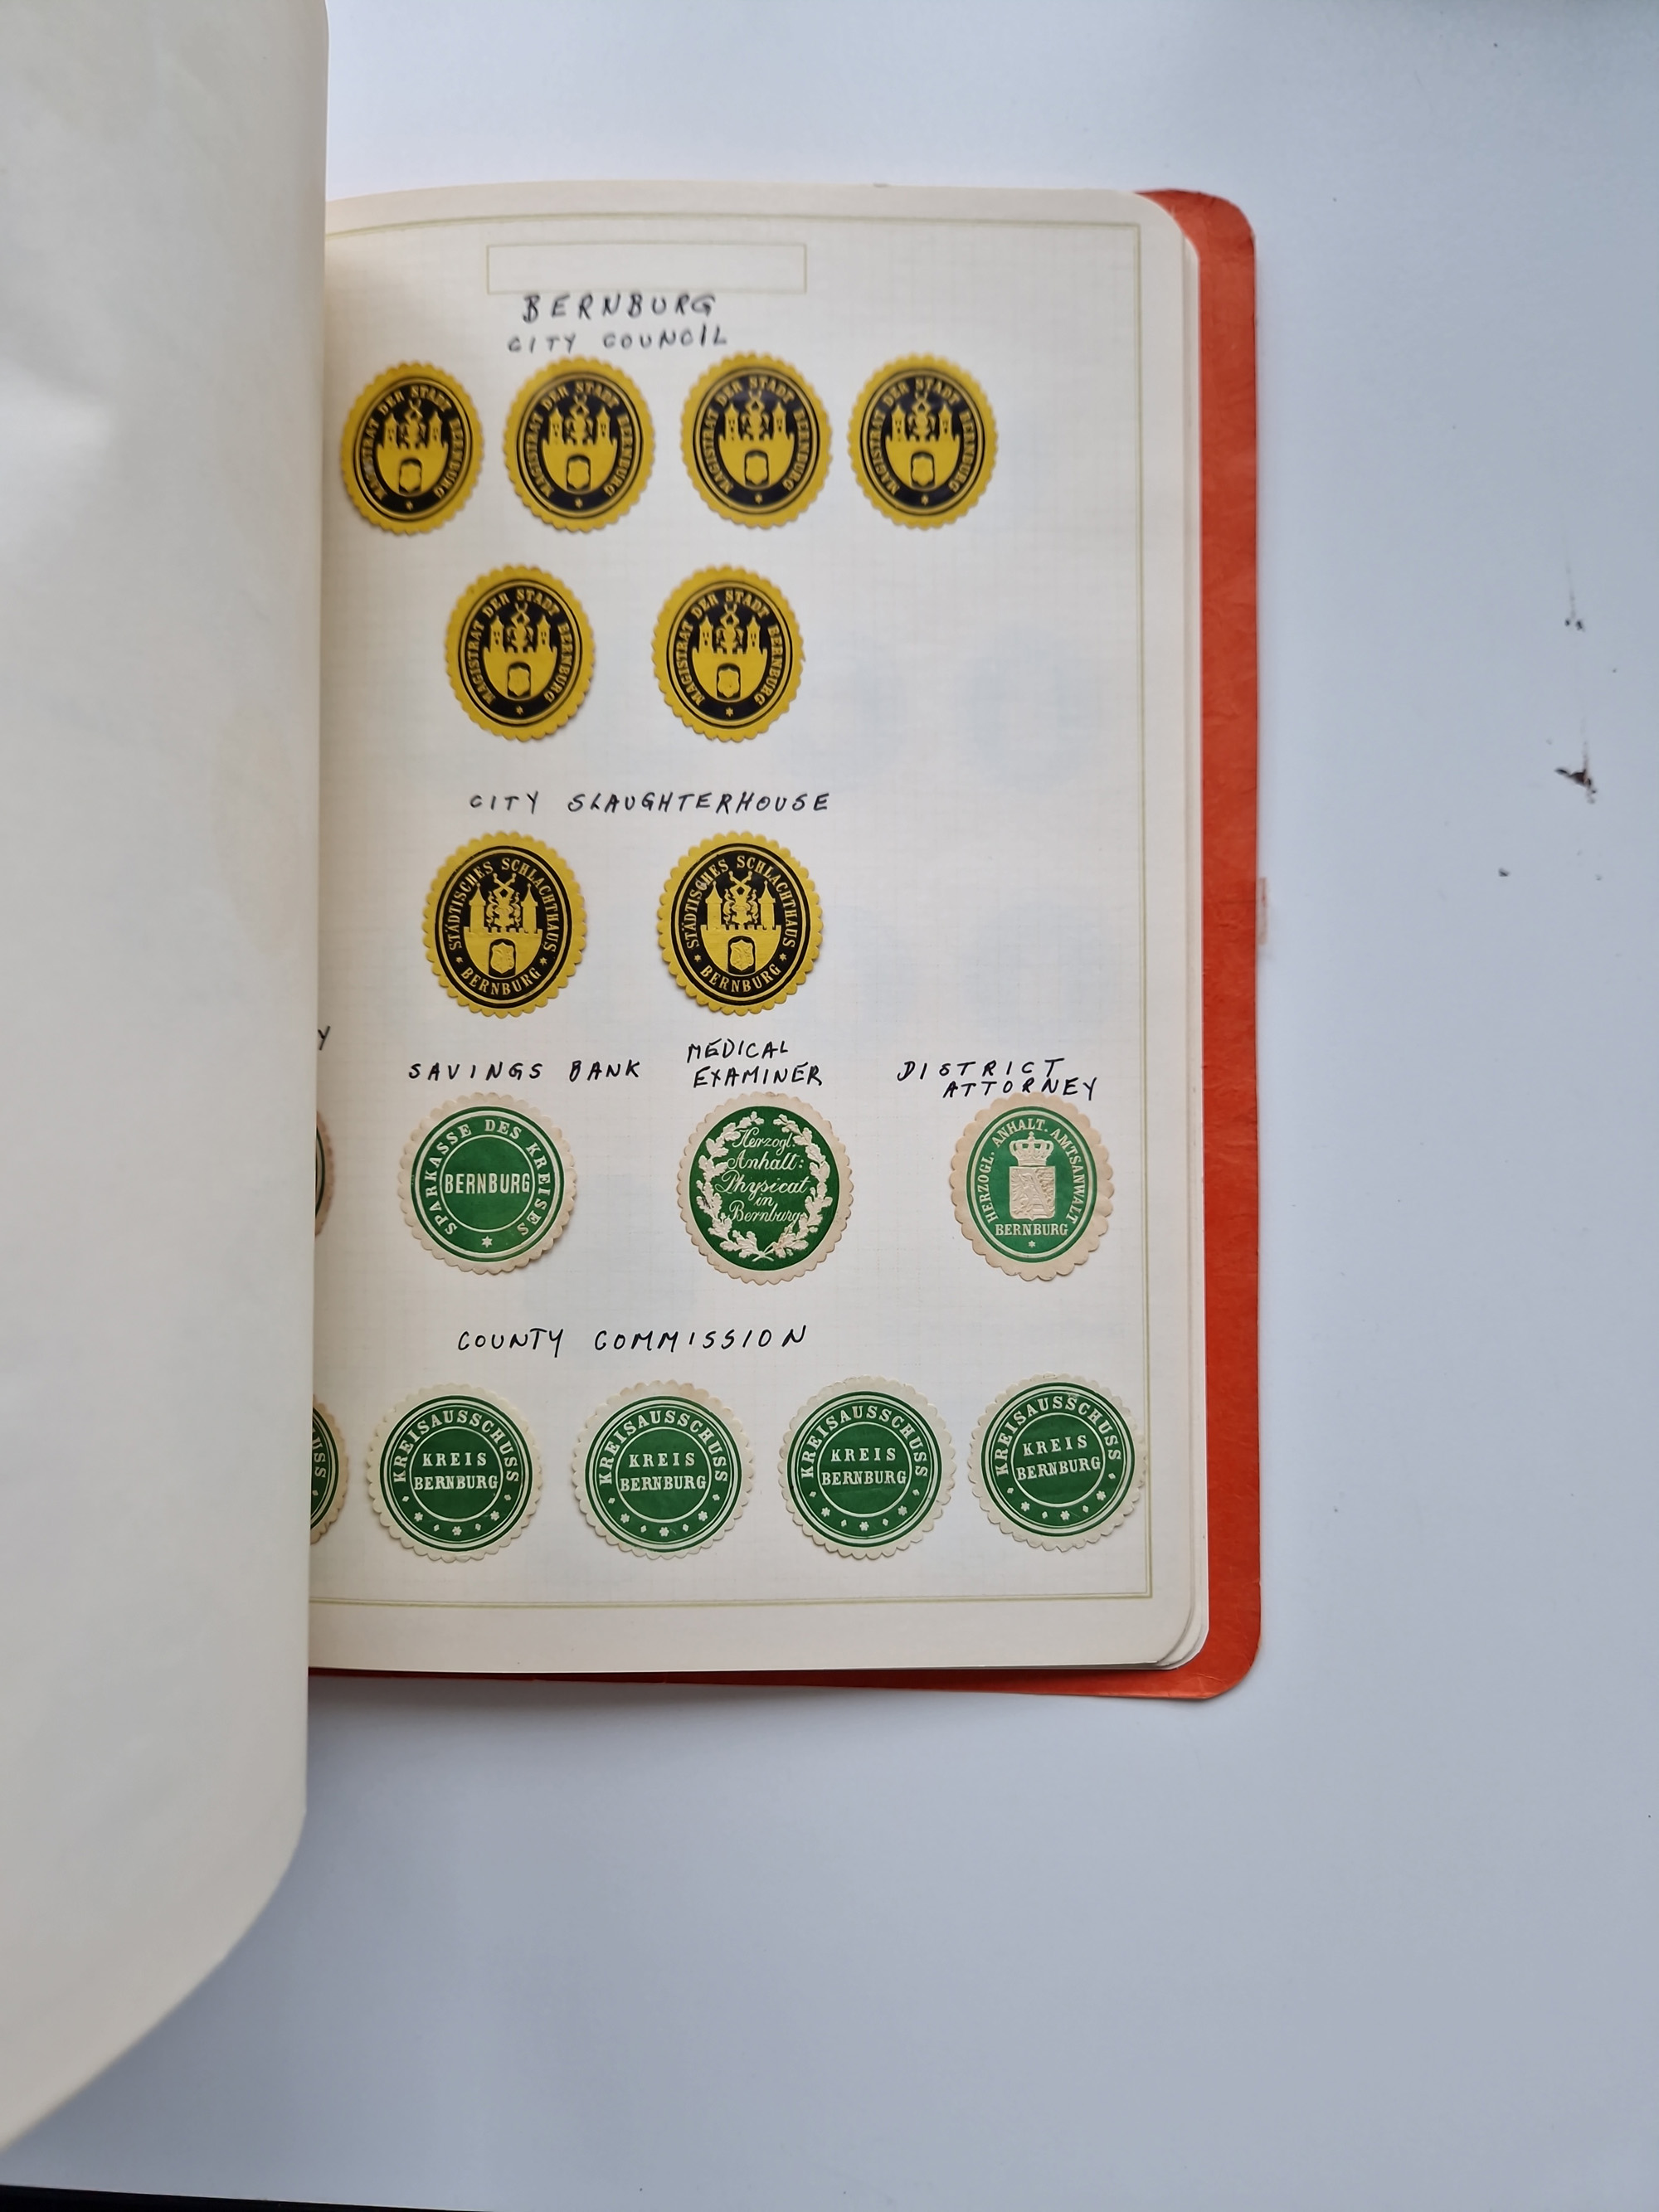 BERNBURG
CITY COUNCIL
MAGISTRAT DER STADT BERNBURG
MAGISTRAT DER STADT BERNBURG
MAGISTRAT DER STADT BERNBURG
MAGISTRAT DER STADT BERNBURG
MAGISTRAT DER STADT BERNBURG
MAGISTRAT DER STADT BERNBURG
CITY SLAUGHTERHOUSE
STÄDTISCHES SCHLACHTHAUS
BERNBURG
STÄDTISCHES SCHLACHTHAUS
BERNBURG
Y
SAVINGS BANK
MEDICAL
EXAMINER
DISTRICT
ATTORNEY
SPARKASSE DES KREISES
BERNBURG
Herzogl.
Anhalt:
Physicat
in
Bernburg
HERZOGL. ANHALT. AMTSANWALT
BERNBURG
COUNTY COMMISSION
USS
KREISAUSSCHUSS
KREIS
BERNBURG
KREISAUSSCHUSS
KREIS
BERNBURG
KREISAUSSCHUSS
KREIS
BERNBURG
KREISAUSSCHUSS
KREIS
BERNBURG